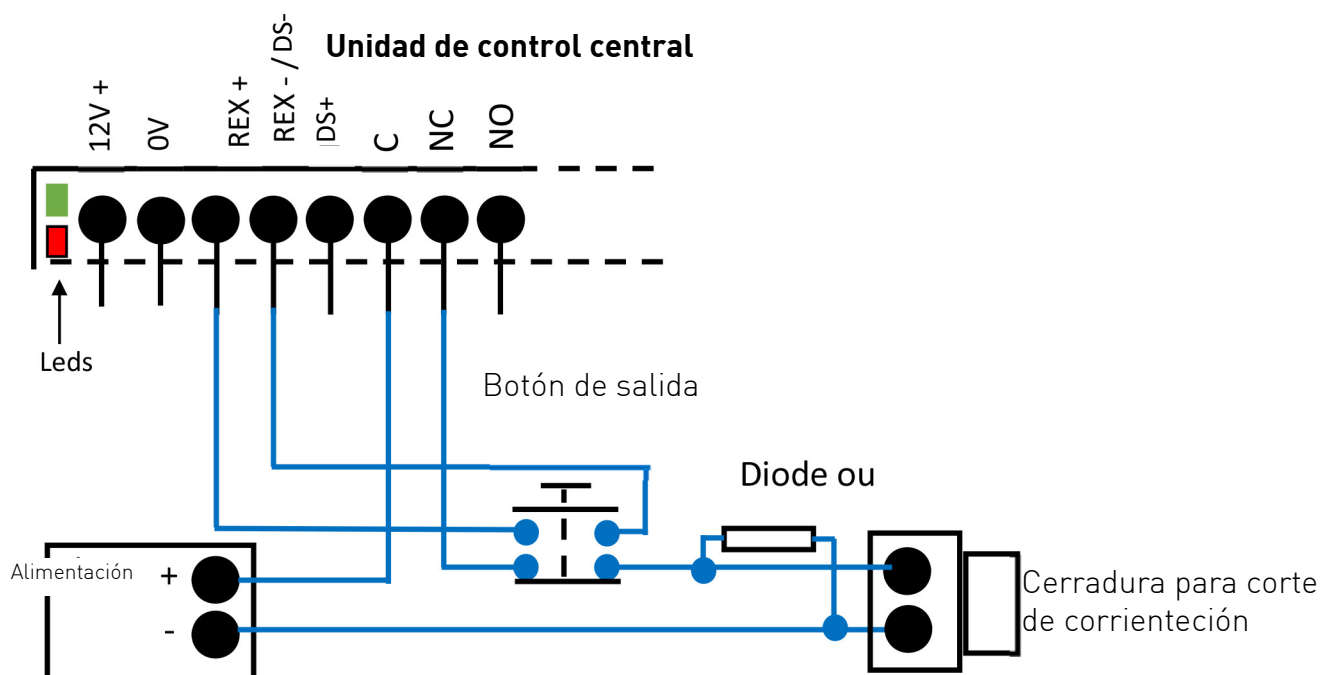 Unidad de control central
12V +
0V
REX +
REX - / DS-
DS+
C
NC
NO
Leds
Botón de salida
Diode ou
Alimentación
+
-
Cerradura para corte
de corrienteción